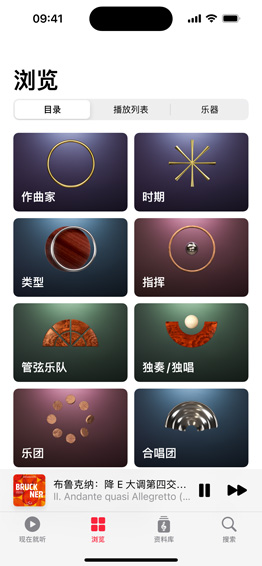 09:41
浏览
目录
播放列表
乐器
作曲家
时期
类型
指挥
管弦乐队
独奏/独唱
乐团
合唱团
BRUCK
NER
布鲁克纳：降 E 大调第四交...
II. Andante quasi Allegretto (...
现在就听
浏览
资料库
搜索